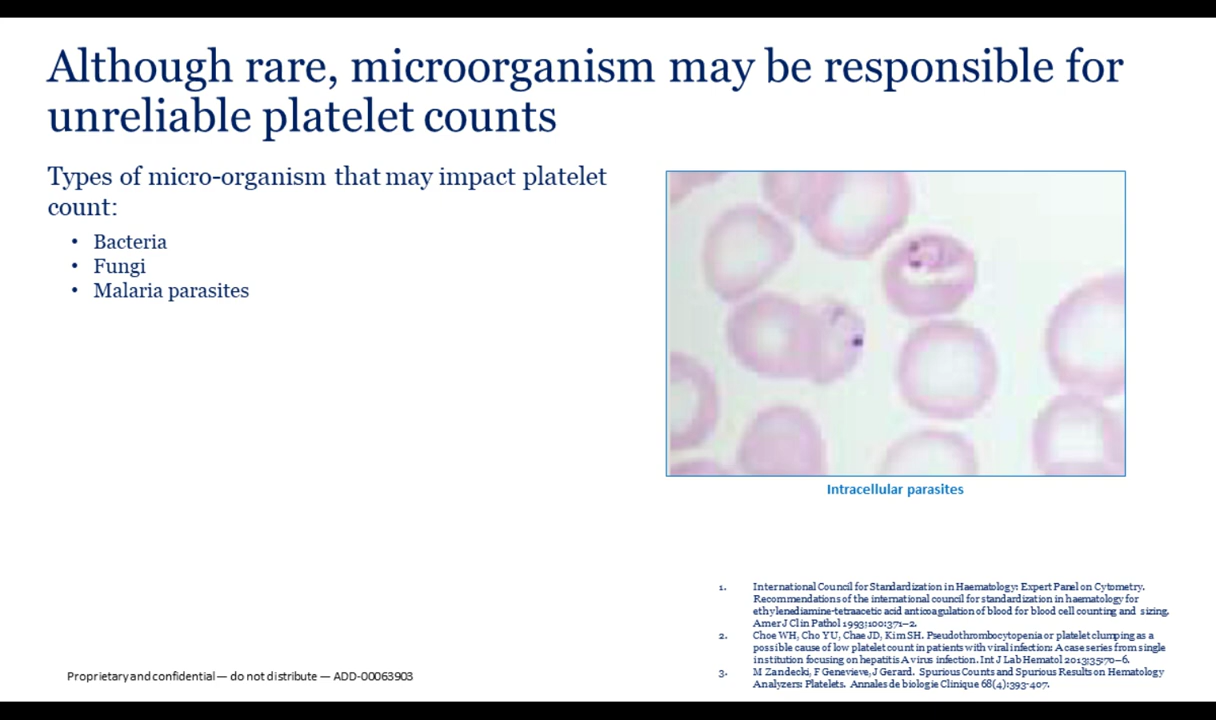 Although rare, microorganism may be responsible for
unreliable platelet counts
Types of micro-organism that may impact platelet
count:
• Bacteria
• Fungi
• Malaria parasites
Intracellular parasites
1. International Council for Standardization in Haematology: Expert Panel on Cytometry.
Recommendations of the international council for standardization in haematology for
ethylenediamine-tetraacetic acid anticoagulation of blood for blood cell counting and sizing.
Amer J Clin Pathol 1993:100:371–2.
2. Choe WH, Cho YU, Chae JD, Kim SH. Pseudothrombocytopenia or platelet clumping as a
possible cause of low platelet count in patients with viral infection: A case series from single
institution focusing on hepatitis A virus infection. Int J Lab Hematol 2013:35:70–6.
3. M Zandecki, F Genevieve, J Gerard. Spurious Counts and Spurious Results on Hematology
Analyzers: Platelets. Annales de biologie Clinique 68(4):393-407.
Proprietary and confidential — do not distribute — ADD-00063903